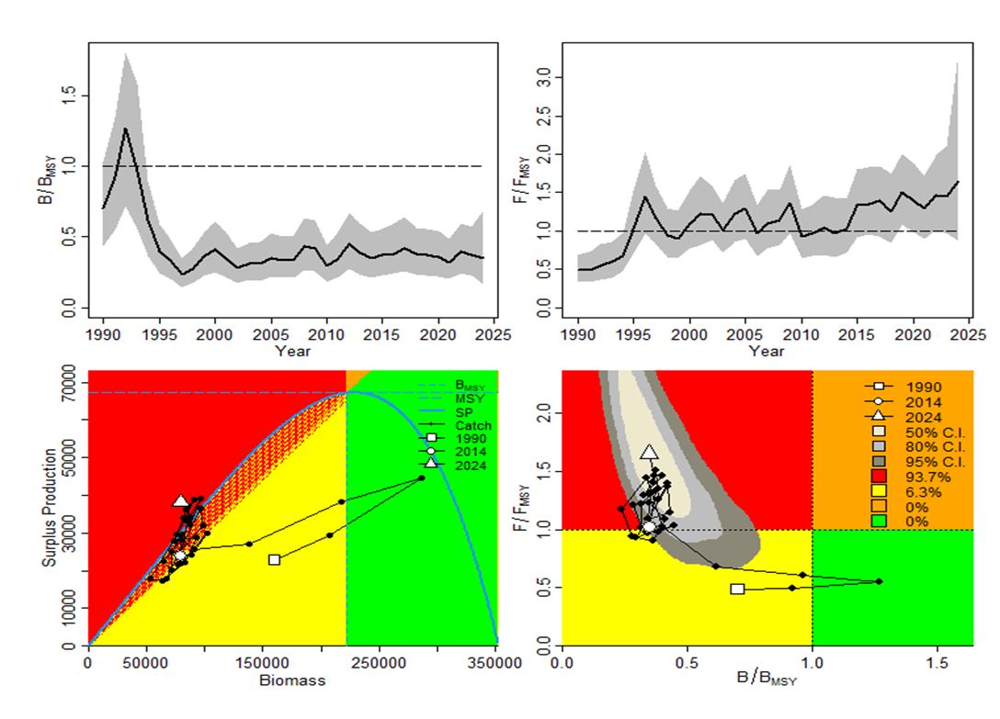 B/BMSY
0.0 0.5 1.0 1.5
1990 1995 2000 2005 2010 2015 2020 2025
Year
F/FMSY
0.0 0.5 1.0 1.5 2.0 2.5 3.0
1990 1995 2000 2005 2010 2015 2020 2025
Year
Surplus Production
0 10000 30000 50000 70000
BMSY
MSY
SP
Catch
1990
2014
2024
0 50000 150000 250000 350000
Biomass
F/FMSY
0.0 0.5 1.0 1.5 2.0
1990
2014
2024
50% C.I.
80% C.I.
95% C.I.
93.7%
6.3%
0%
0%
0.0 0.5 1.0 1.5
B/BMSY